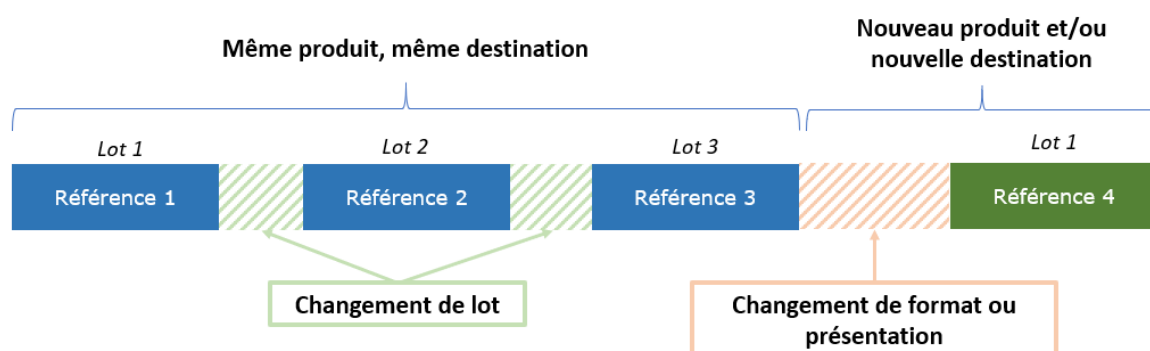 Même produit, même destination
Nouveau produit et/ou
nouvelle destination
Lot 1
Lot 2
Lot 3
Lot 1
Référence 1
Référence 2
Référence 3
Référence 4
Changement de lot
Changement de format ou
présentation